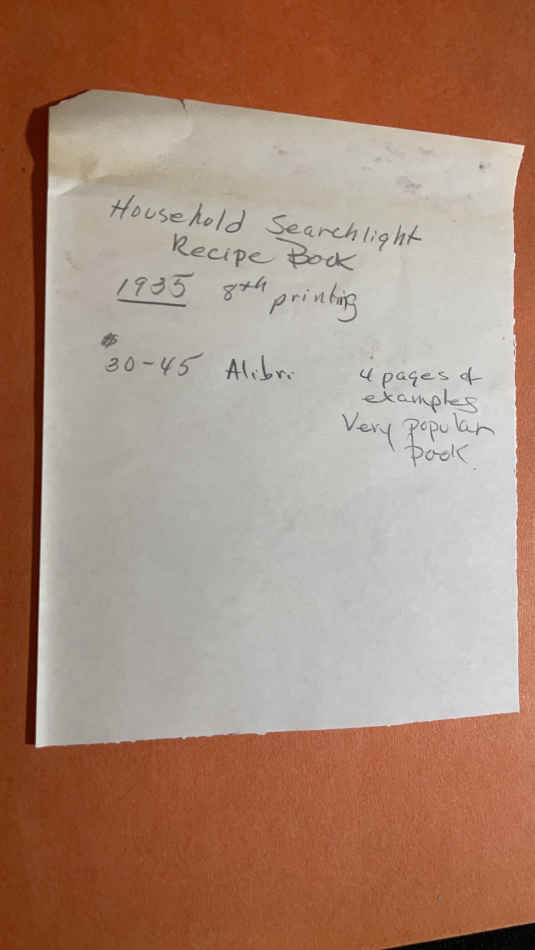 Household Searchlight
Recipe Book
1935 8th printing
$30-45 Alibri
4 pages of
examples
Very popular
book.